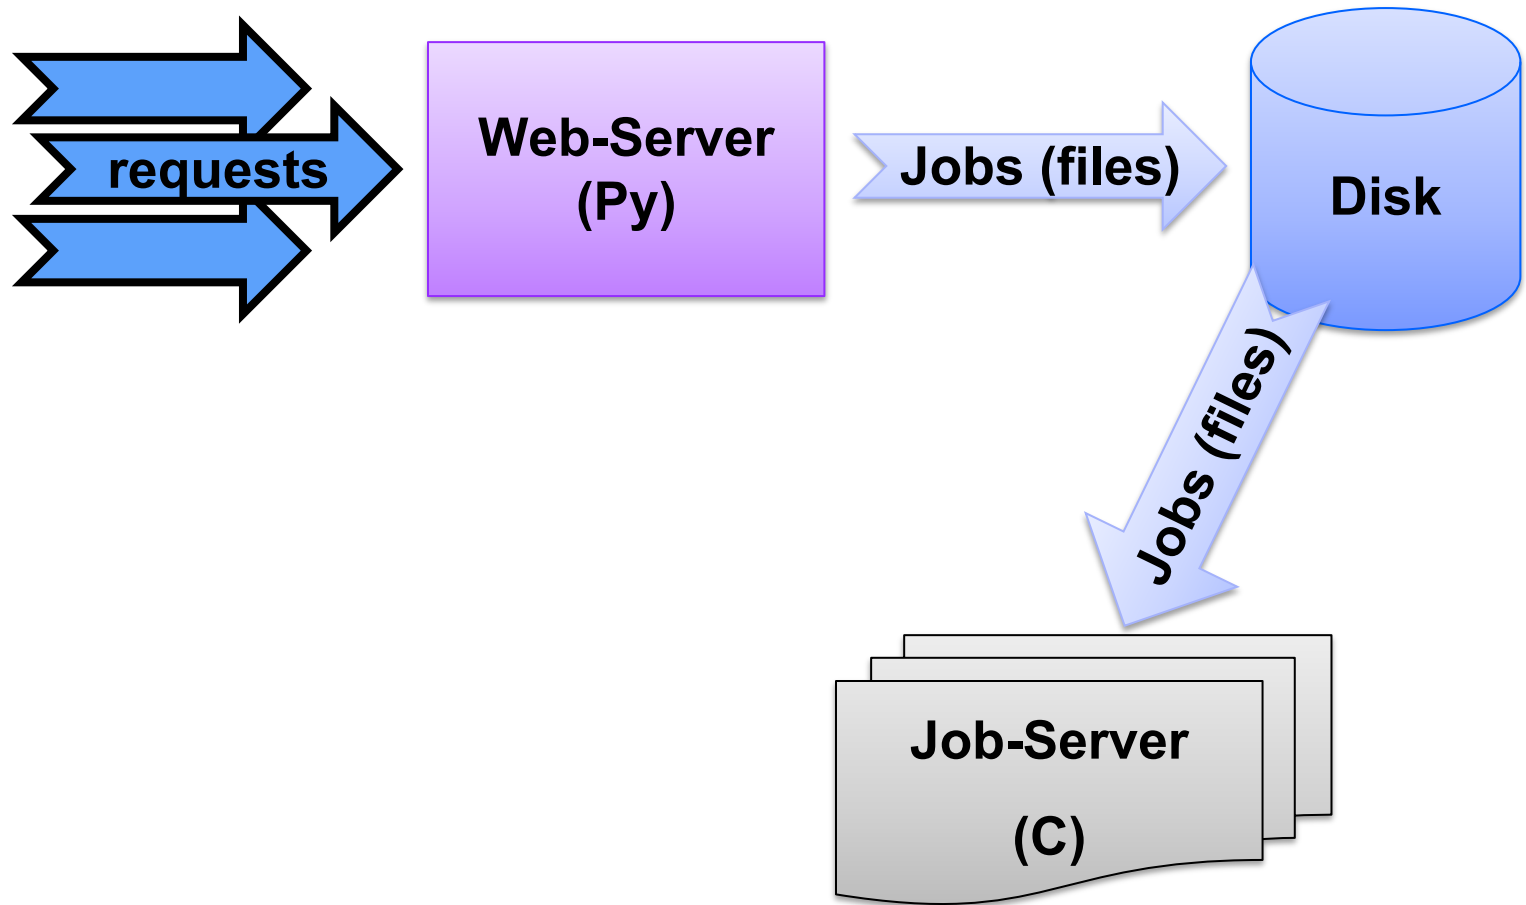 requests
Web-Server
(Py)
Jobs (files)
Disk
Jobs (files)
Job-Server
(C)